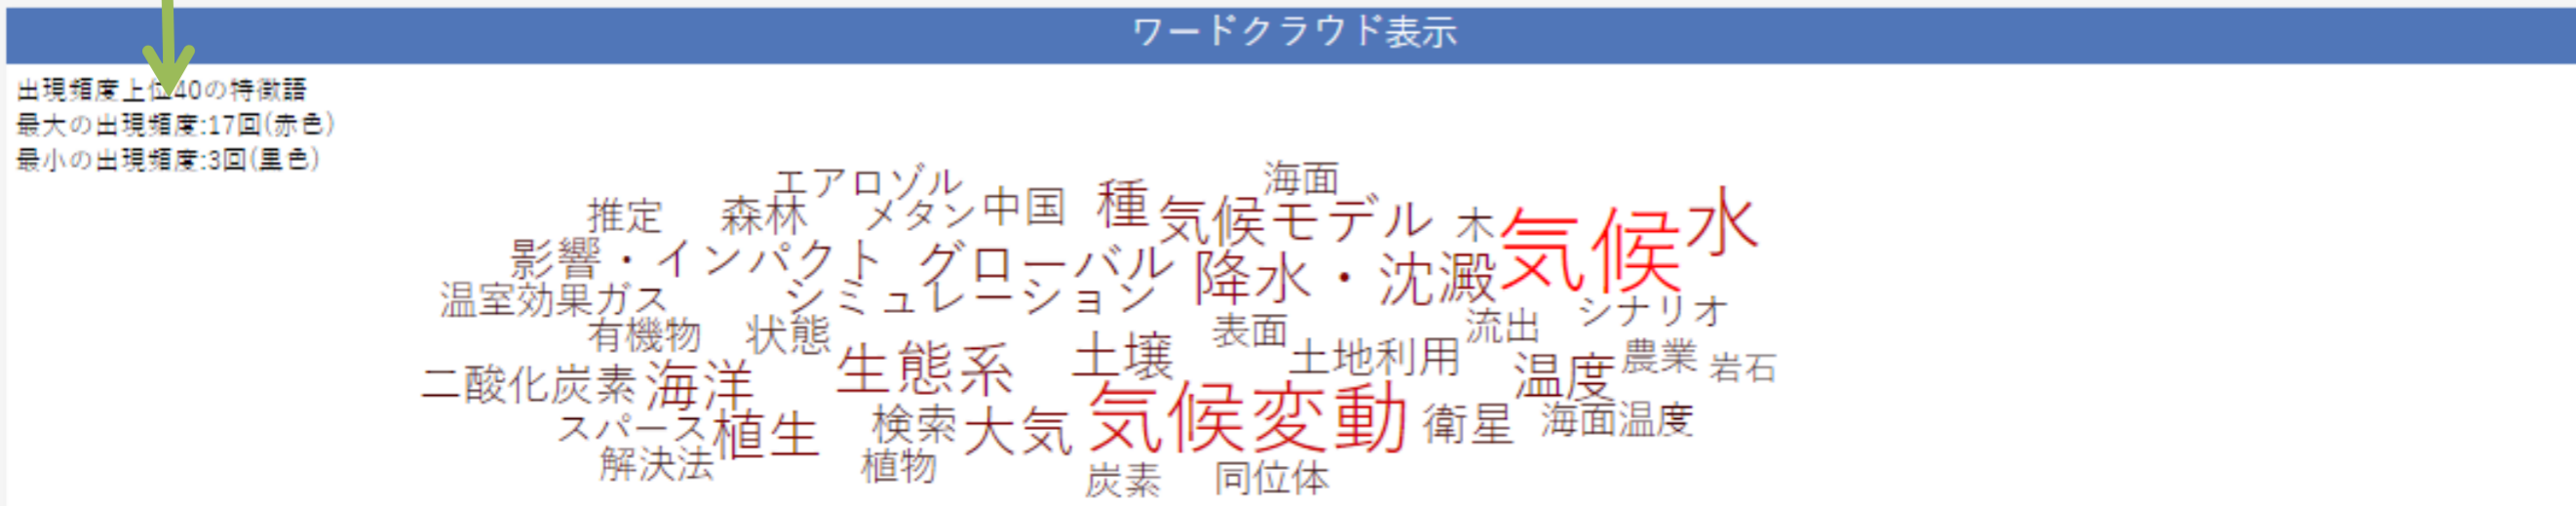 ワードクラウド表示
出現頻度上位40の特徴語
最大の出現頻度:17回(赤色)
最小の出現頻度:3回(黒色)
エアロゾル 海面
推定 森林 メタン 中国 種 気候モデル 木 気候 水
影響・インパクト グローバル 降水・沈澱
温室効果ガス シミュレーション シナリオ
有機物 状態 表面 流出
生態系 土壌 土地利用 温度 農業 岩石
二酸化炭素 海洋
スパース 植生 検索 大気 気候変動 衛星 海面温度
解決法 植物 炭素 同位体